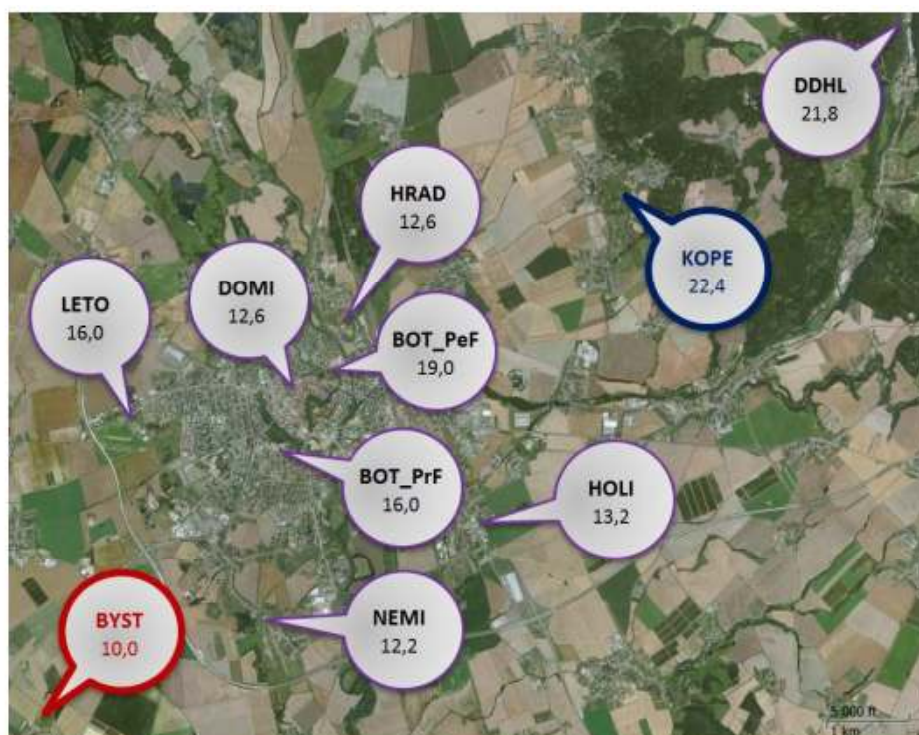 DDHL
21,8
HRAD
12,6
KOPE
22,4
DOMI
12,6
LETO
16,0
BOT_PeF
19,0
BOT_PrF
16,0
HOLI
13,2
BYST
10,0
NEMI
12,2
5 000 ft
1 km